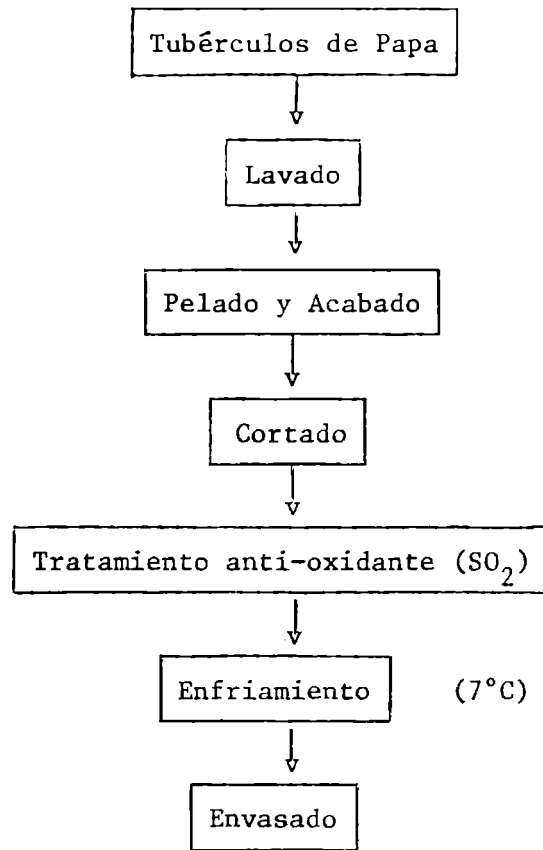 Tubérculos de Papa
Lavado
Pelado y Acabado
Cortado
Tratamiento anti-oxidante (SO₂)
Enfriamiento (7°C)
Envasado